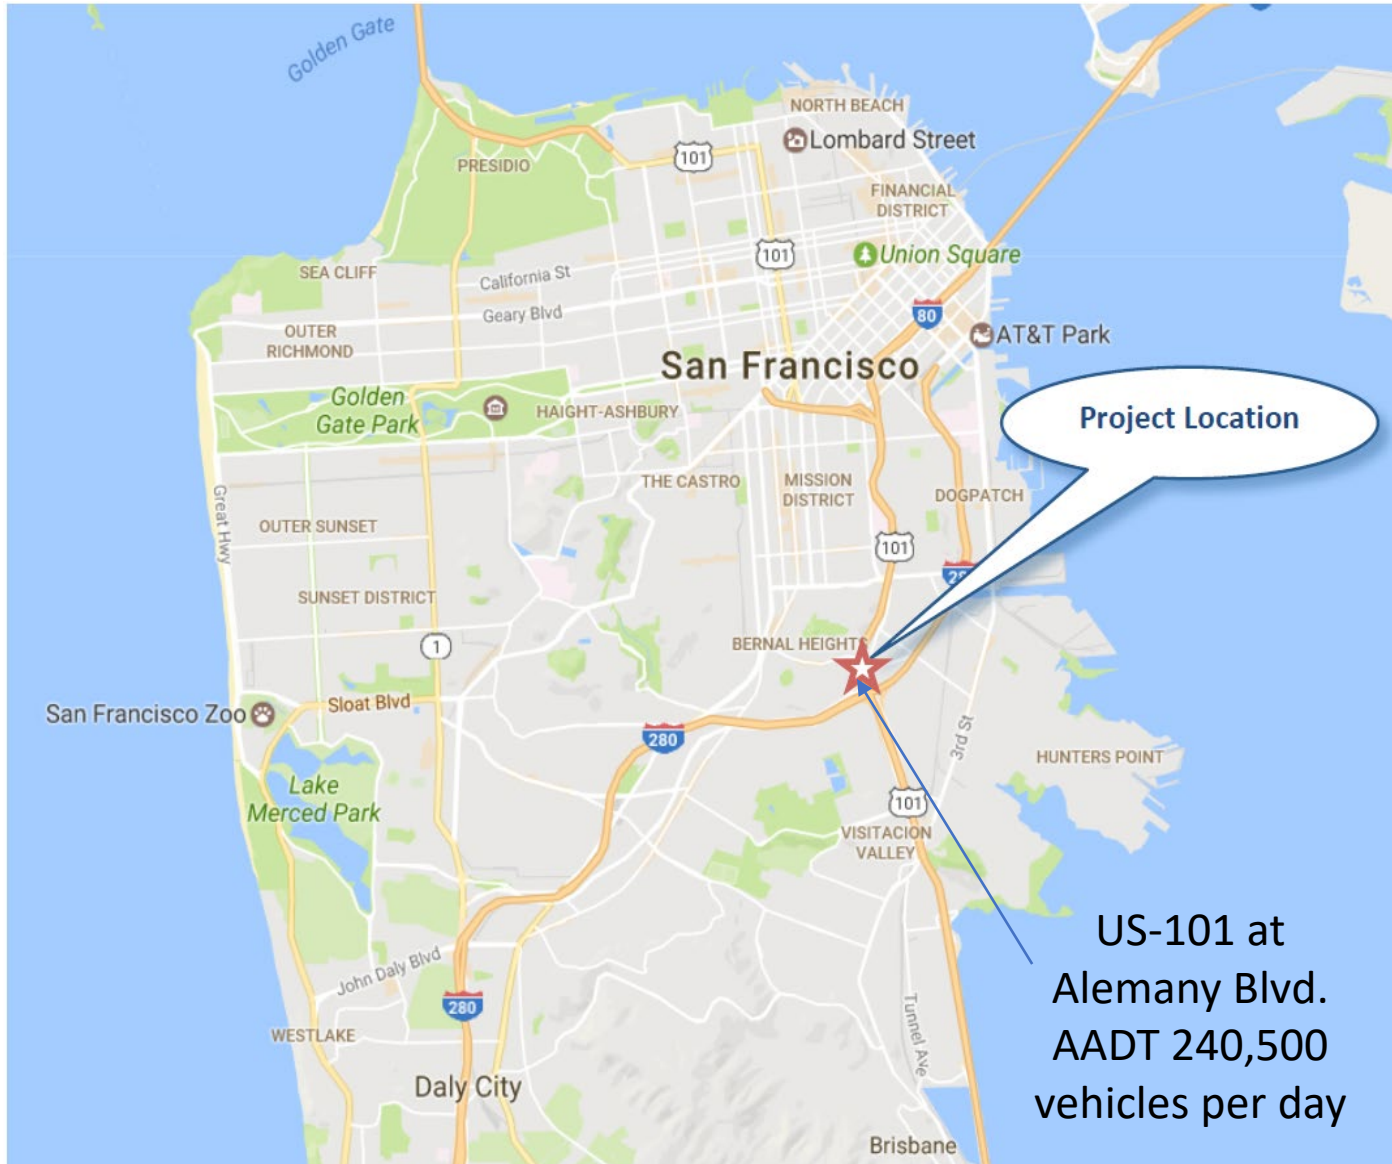 Golden Gate
NORTH BEACH
Lombard Street
101
PRESIDIO
FINANCIAL
DISTRICT
101
Union Square
SEA CLIFF
California St
Geary Blvd
80
OUTER
RICHMOND
AT&T Park
San Francisco
Golden
Gate Park
HAIGHT-ASHBURY
Project Location
THE CASTRO
MISSION
DISTRICT
DOGPATCH
Great Hwy
OUTER SUNSET
101
SUNSET DISTRICT
1
BERNAL HEIGHTS
San Francisco Zoo
Sloat Blvd
280
3rd St
HUNTERS POINT
Lake
Merced Park
101
VISITACION
VALLEY
US-101 at
Alemany Blvd.
AADT 240,500
vehicles per day
John Daly Blvd
280
Tunnel Ave
WESTLAKE
Daly City
Brisbane